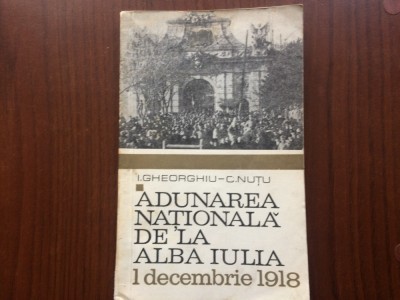 I.GHEORGHIU-C.NUȚU
ADUNAREA
NAȚIONALĂ
DE LA
ALBA IULIA
1 decembrie 1918